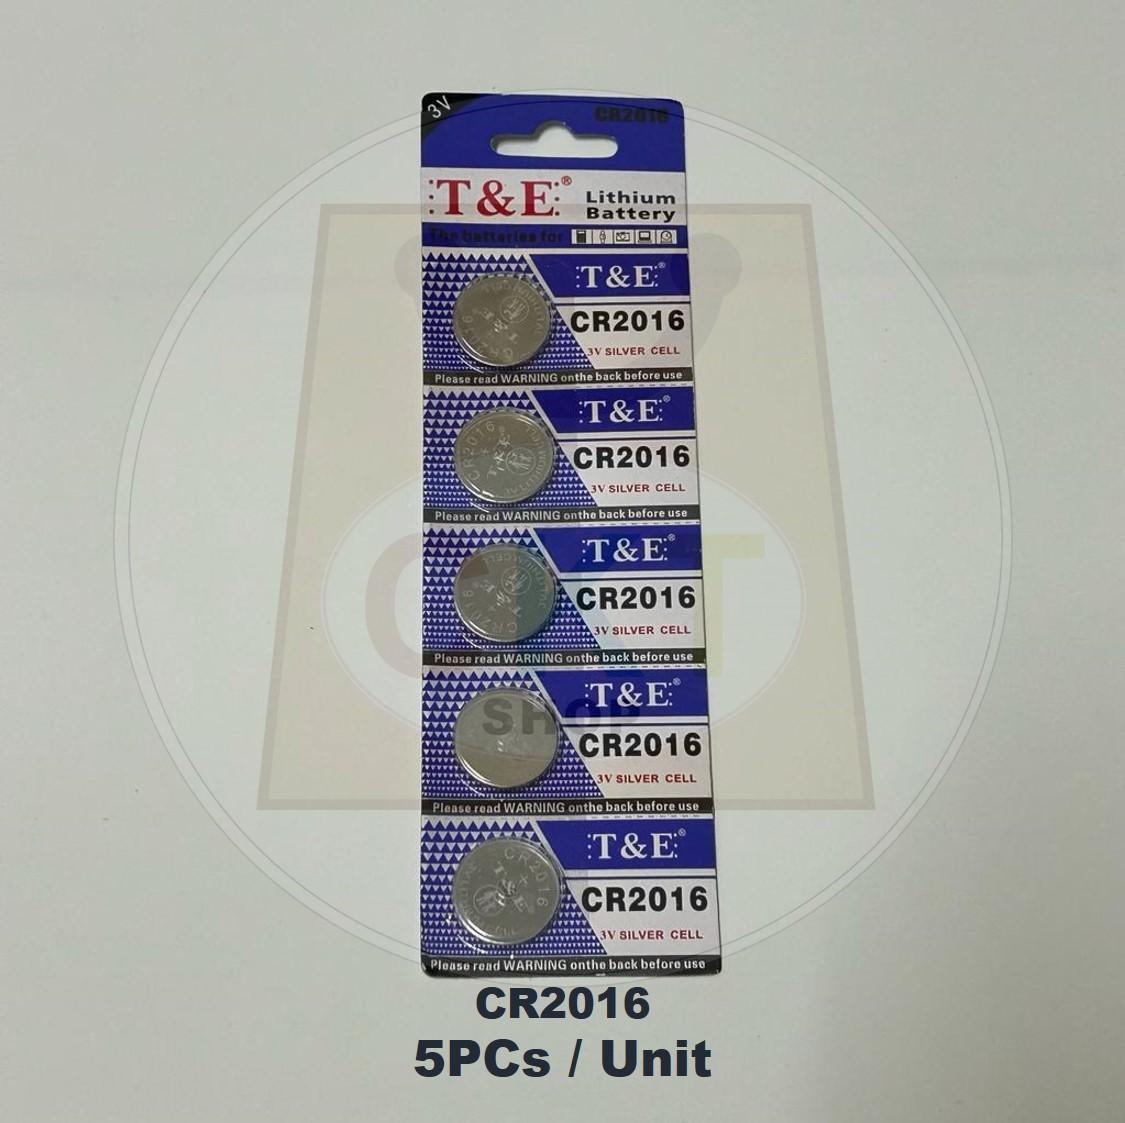 3V
CR2016
T&E®
Lithium
Battery
The batteries for
T&E®
CR2016
3V SILVER CELL
Please read WARNING onthe back before use
T&E®
CR2016
3V SILVER CELL
Please read WARNING onthe back before use
T&E®
CR2016
3V SILVER CELL
Please read WARNING onthe back before use
T&E®
SHOP
CR2016
3V SILVER CELL
Please read WARNING onthe back before use
T&E®
CR2016
3V SILVER CELL
Please read WARNING onthe back before use
CR2016
5PCs / Unit